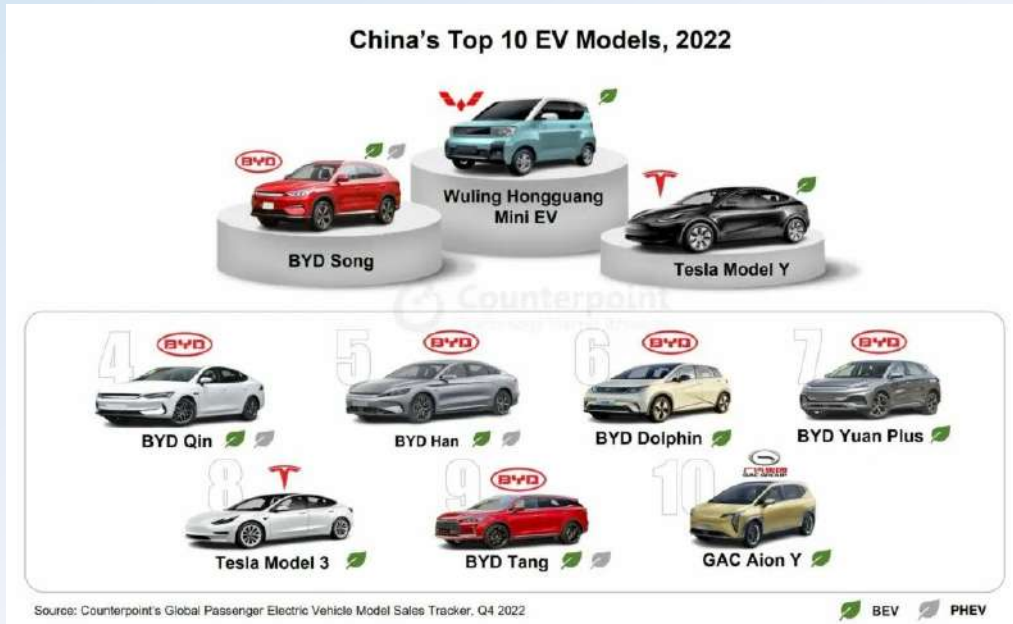 China's Top 10 EV Models, 2022
BYD
Wuling Hongguang
Mini EV
BYD Song
Tesla Model Y
Counterpoint
4
BYD
5
BYD
6
BYD
7
BYD
BYD Qin
BYD Han
BYD Dolphin
BYD Yuan Plus
8
9
BYD
10
GAC GROUP
Tesla Model 3
BYD Tang
GAC Aion Y
Source: Counterpoint's Global Passenger Electric Vehicle Model Sales Tracker, Q4 2022
BEV
PHEV